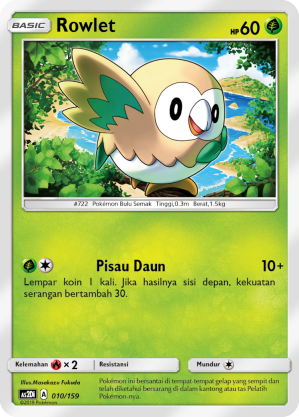 BASIC Rowlet HP60
#722 Pokémon Bulu Semak Tinggi,0.3m Berat,1.5kg
Pisau Daun 10+
Lempar koin 1 kali. Jika hasilnya sisi depan, kekuatan
serangan bertambah 30.
Kelemahan × 2 Resistansi Mundur
Illus.Masakazu Fukuda
AS2DN A 010/159
©2019 Pokémon
Pokémon ini bersantai di tempat-tempat gelap yang sempit dan
telah diketahui bersarang di dalam kantong atau tas Pelatih
Pokémon-nya.